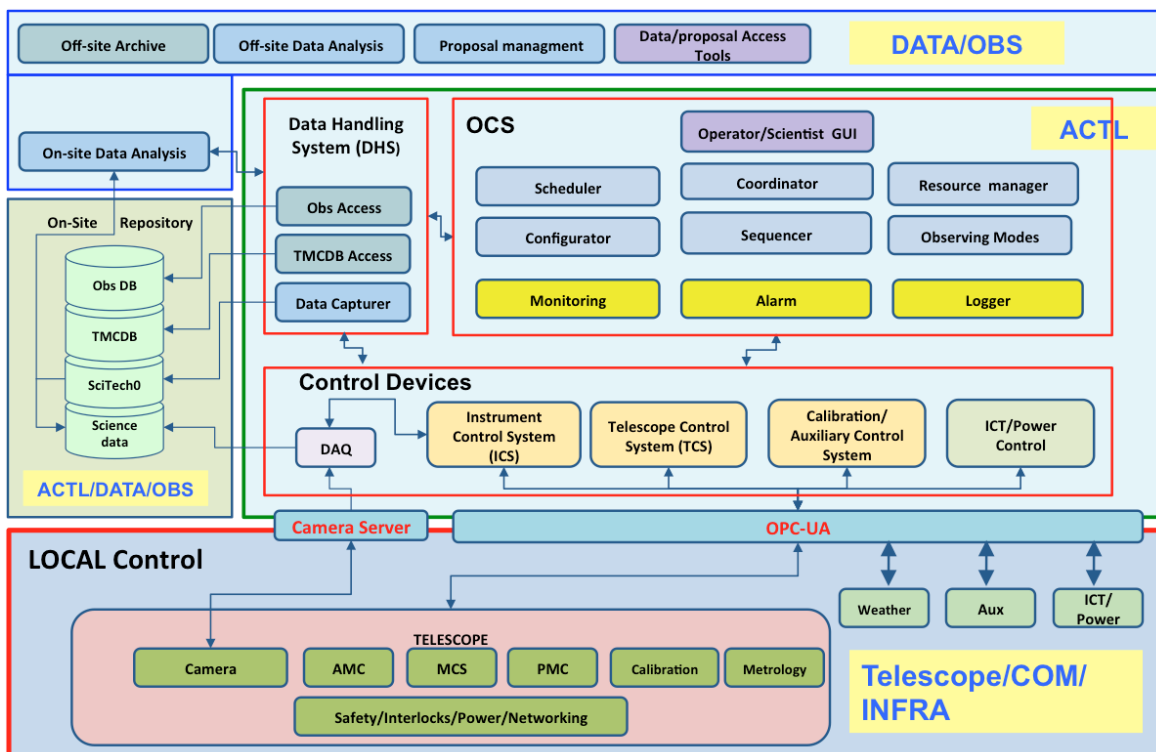 Off-site Archive
Off-site Data Analysis
Proposal managment
Data/proposal Access
Tools
DATA/OBS
On-site Data Analysis
Data Handling
System (DHS)
Obs Access
TMCDB Access
Data Capturer
OCS
Operator/Scientist GUI
ACTL
Scheduler
Coordinator
Resource manager
Configurator
Sequencer
Observing Modes
Monitoring
Alarm
Logger
On-Site Repository
Obs DB
TMCDB
SciTech0
Science
data
ACTL/DATA/OBS
Control Devices
DAQ
Instrument
Control System
(ICS)
Telescope Control
System (TCS)
Calibration/
Auxiliary Control
System
ICT/Power
Control
Camera Server
OPC-UA
LOCAL Control
Weather
Aux
ICT/
Power
TELESCOPE
Camera
AMC
MCS
PMC
Calibration
Metrology
Safety/Interlocks/Power/Networking
Telescope/COM/
INFRA